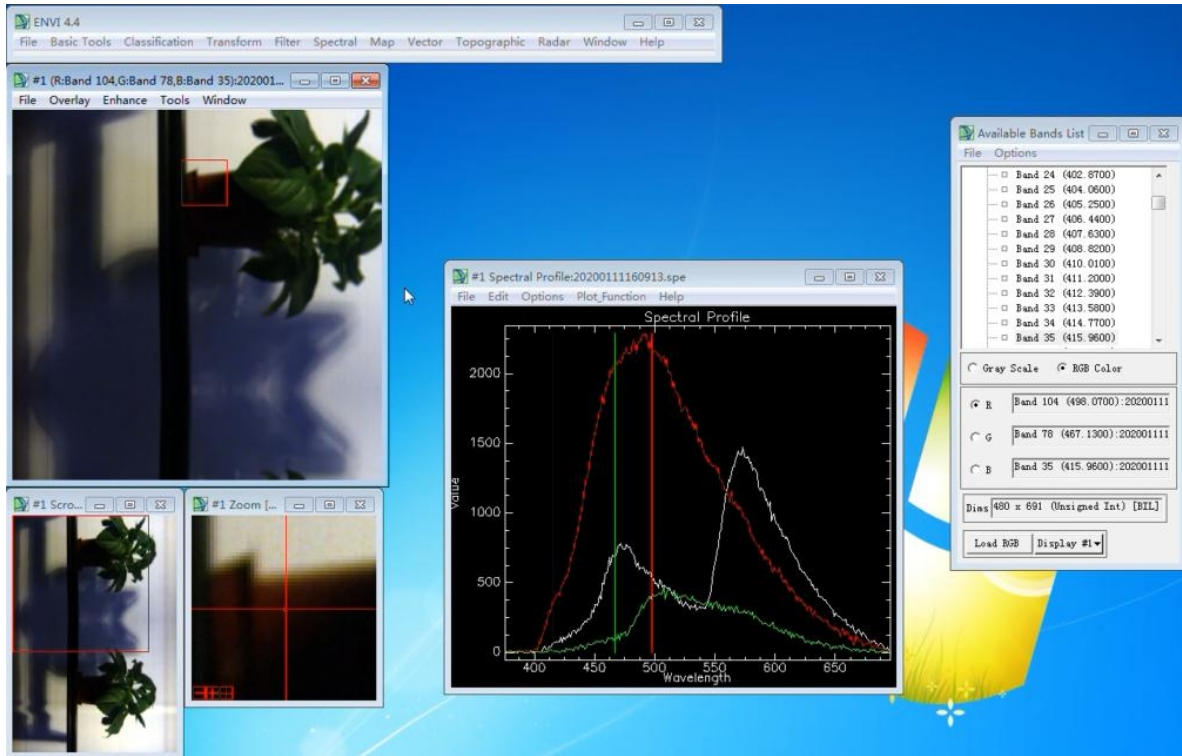 ENVI 4.4
File Basic Tools Classification Transform Filter Spectral Map Vector Topographic Radar Window Help
#1 (R:Band 104,G:Band 78,B:Band 35):202001...
File Overlay Enhance Tools Window
#1 Scro...
#1 Zoom [...
#1 Spectral Profile:20200111160913.spe
File Edit Options Plot_Function Help
Spectral Profile
Value
2000
1500
1000
500
0
400 450 500 550 600 650
Wavelength
Available Bands List
File Options
Band 24 (402.8700)
Band 25 (404.0600)
Band 26 (405.2500)
Band 27 (406.4400)
Band 28 (407.6300)
Band 29 (408.8200)
Band 30 (410.0100)
Band 31 (411.2000)
Band 32 (412.3900)
Band 33 (413.5800)
Band 34 (414.7700)
Band 35 (415.9600)
Gray Scale RGB Color
R Band 104 (498.0700):20200111
G Band 78 (467.1300):20200111
B Band 35 (415.9600):20200111
Dims 480 x 691 (Unsigned Int) [BIL]
Load RGB Display #1